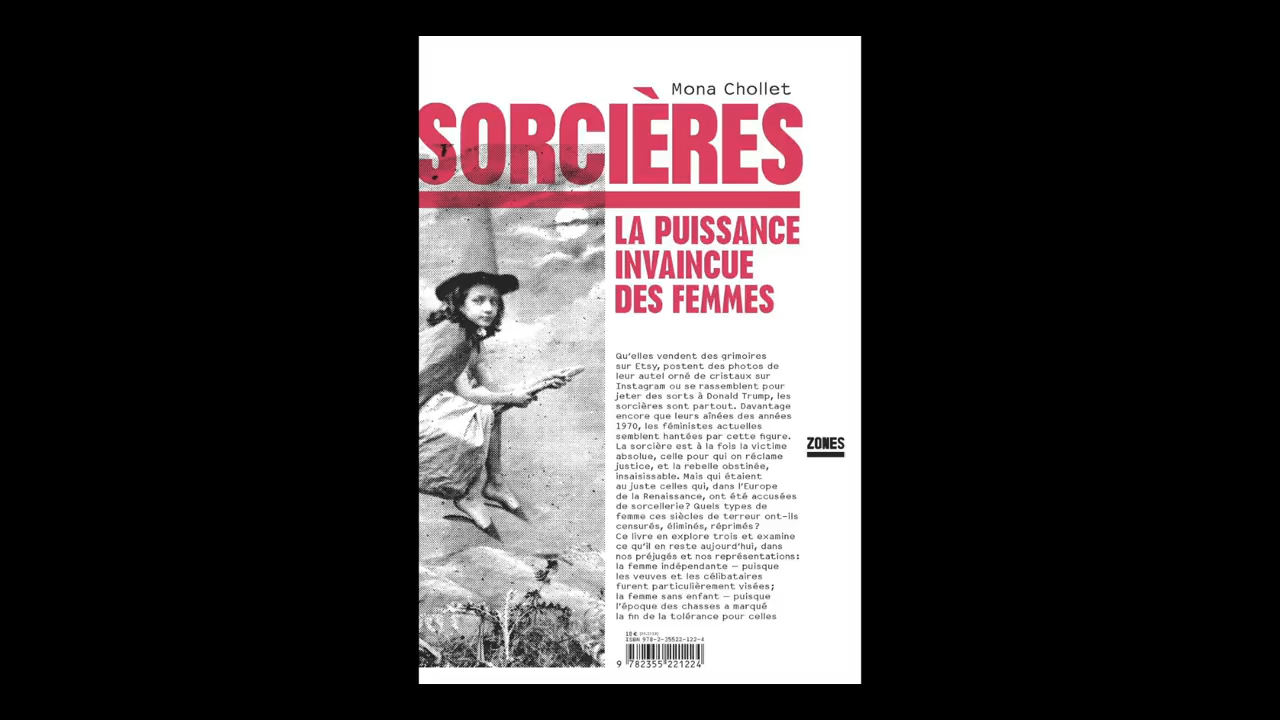 Mona Chollet
SORCIÈRES
LA PUISSANCE
INVAINCUE
DES FEMMES
Qu'elles vendent des grimoires
sur Etsy, postent des photos de
leur autel orné de cristaux sur
Instagram ou se rassemblent pour
jeter des sorts à Donald Trump, les
sorcières sont partout. Davantage
encore que leurs aînées des années
1970, les féministes actuelles
semblent hantées par cette figure.
La sorcière est à la fois la victime
absolue, celle pour qui on réclame
justice, et la rebelle obstinée,
insaisissable. Mais qui étaient
au juste celles qui, dans l'Europe
de la Renaissance, ont été accusées
de sorcellerie ? Quels types de
femme ces siècles de terreur ont-ils
censurés, éliminés, réprimés ?
Ce livre en explore trois et examine
ce qu'il en reste aujourd'hui, dans
nos préjugés et nos représentations :
la femme indépendante — puisque
les veuves et les célibataires
furent particulièrement visées ;
la femme sans enfant — puisque
l'époque des chasses a marqué
la fin de la tolérance pour celles
ZONES
18 €
ISBN 978-2-35522-122-4
9 782355 221224